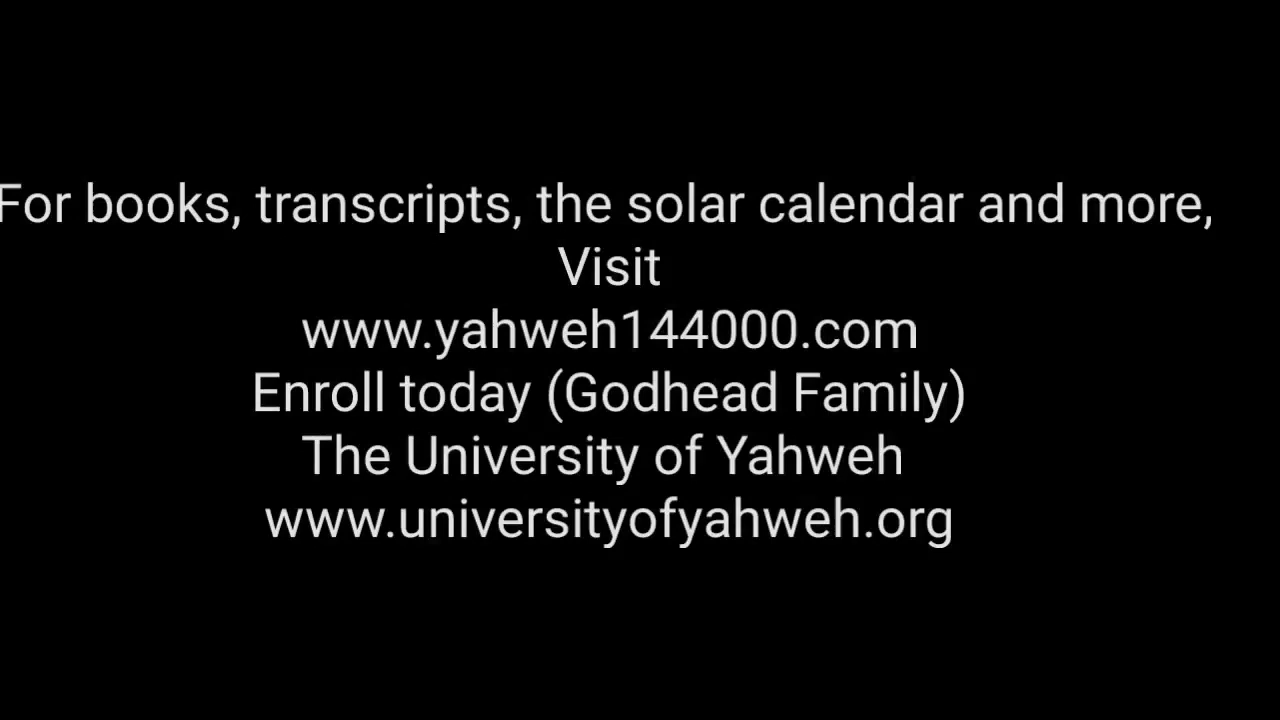 For books, transcripts, the solar calendar and more,
Visit
www.yahweh144000.com
Enroll today (Godhead Family)
The University of Yahweh
www.universityofyahweh.org